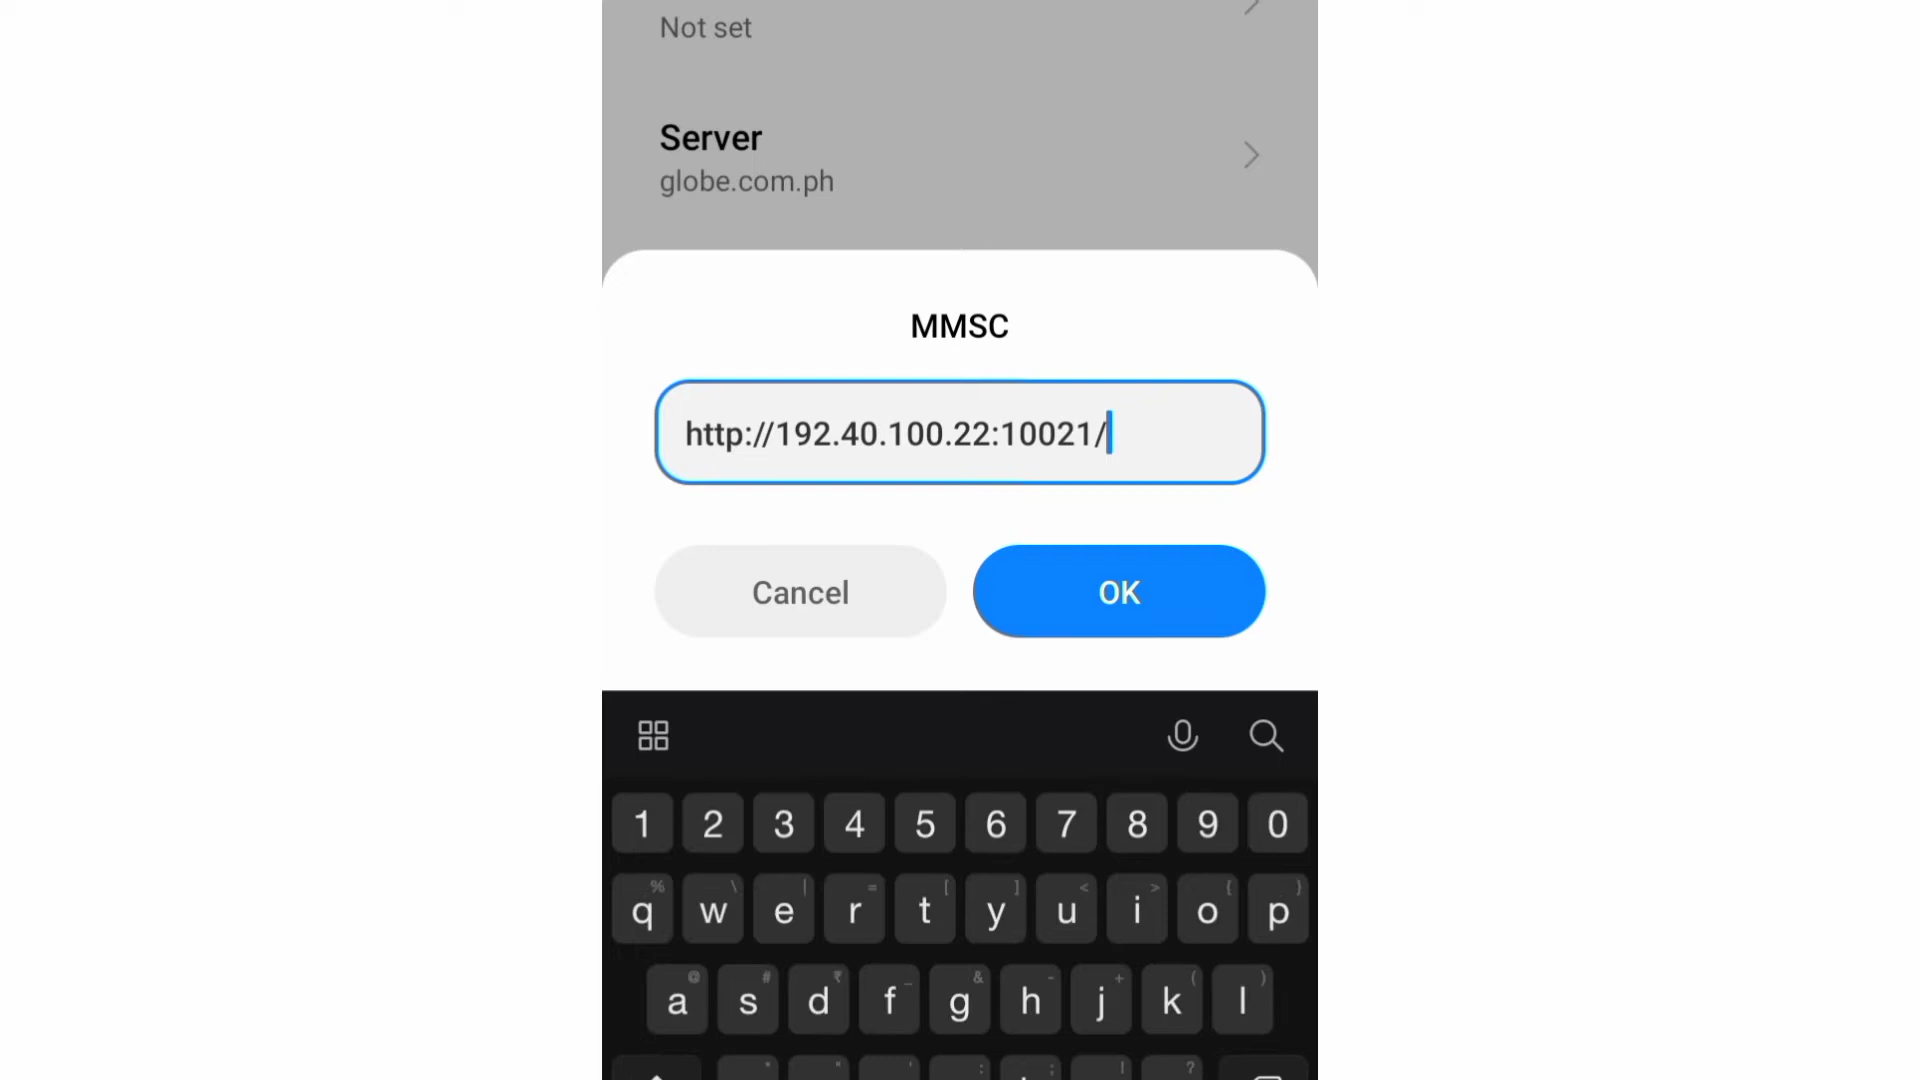 Not set
Server
globe.com.ph
MMSC
http://192.40.100.22:10021/
Cancel
OK
1 2 3 4 5 6 7 8 9 0
% \ | = [ ] < > { }
q w e r t y u i o p
@ # ₹ _ & - + ( )
a s d f g h j k l
* " ' : ; ! ?